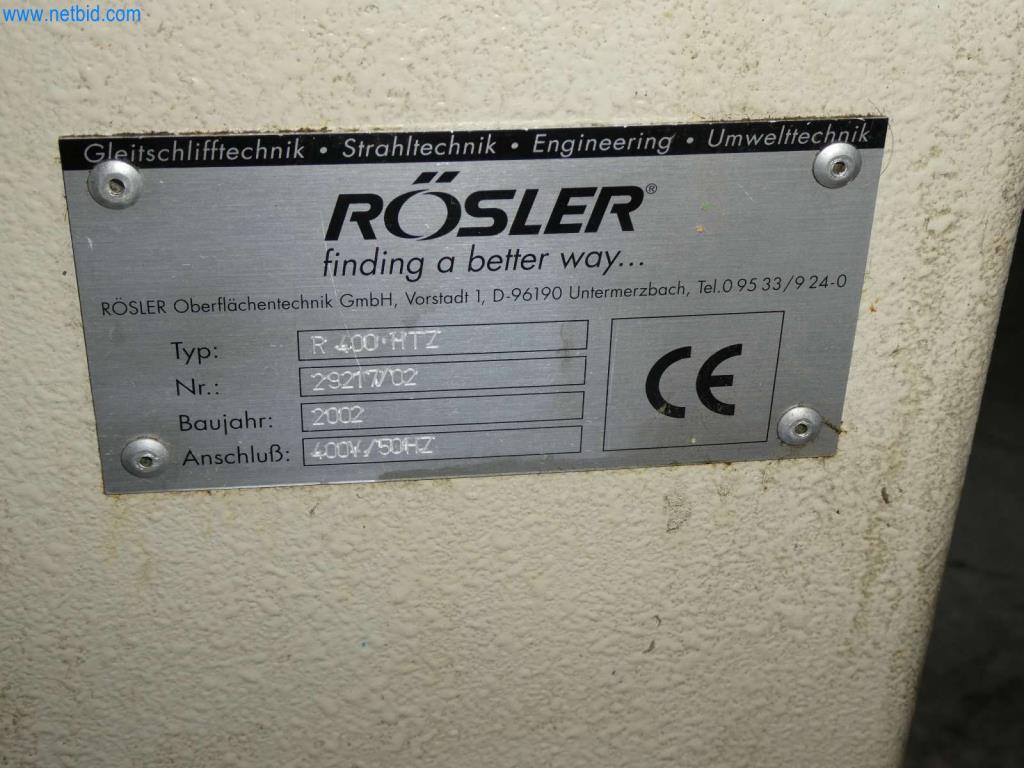 www.netbid.com
Gleitschlifftechnik • Strahltechnik • Engineering • Umwelttechnik
RÖSLER®
finding a better way...
RÖSLER Oberflächentechnik GmbH, Vorstadt 1, D-96190 Untermerzbach, Tel.0 95 33/9 24-0
Typ: R 400·HTZ
Nr.: 29217/02
Baujahr: 2002
Anschluß: 400V/50HZ
CE